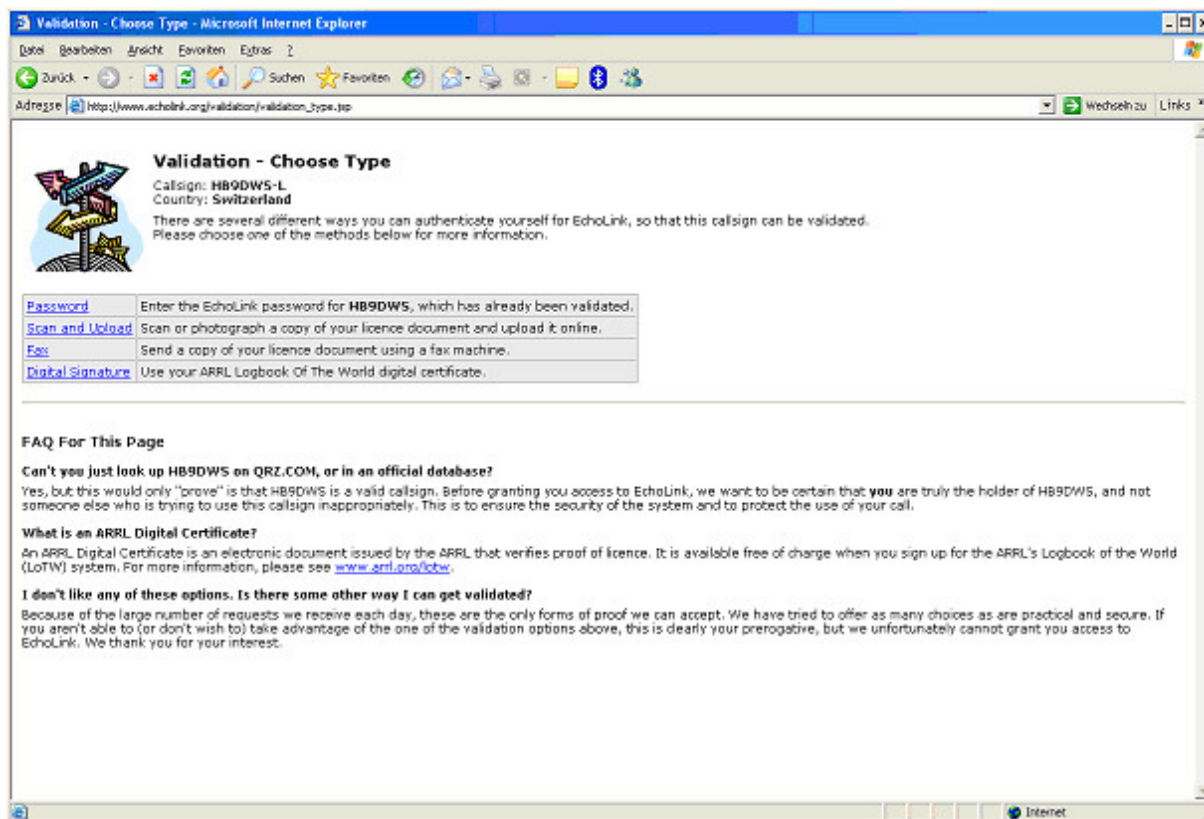 Validation - Choose Type - Microsoft Internet Explorer
Datei Bearbeiten Ansicht Favoriten Extras ?
Zurück Suchen Favoriten
Adresse http://www.echolink.org/validation/validation_type.jsp Wechseln zu Links
Validation - Choose Type
Callsign: HB9DWS-L
Country: Switzerland
There are several different ways you can authenticate yourself for EchoLink, so that this callsign can be validated.
Please choose one of the methods below for more information.
Password Enter the EchoLink password for HB9DWS, which has already been validated.
Scan and Upload Scan or photograph a copy of your licence document and upload it online.
Fax Send a copy of your licence document using a fax machine.
Digital Signature Use your ARRL Logbook Of The World digital certificate.
FAQ For This Page
Can't you just look up HB9DWS on QRZ.COM, or in an official database?
Yes, but this would only "prove" is that HB9DWS is a valid callsign. Before granting you access to EchoLink, we want to be certain that you are truly the holder of HB9DWS, and not
someone else who is trying to use this callsign inappropriately. This is to ensure the security of the system and to protect the use of your call.
What is an ARRL Digital Certificate?
An ARRL Digital Certificate is an electronic document issued by the ARRL that verifies proof of licence. It is available free of charge when you sign up for the ARRL's Logbook of the World
(LoTW) system. For more information, please see www.arrl.org/lotw.
I don't like any of these options. Is there some other way I can get validated?
Because of the large number of requests we receive each day, these are the only forms of proof we can accept. We have tried to offer as many choices as are practical and secure. If
you aren't able to (or don't wish to) take advantage of the one of the validation options above, this is clearly your prerogative, but we unfortunately cannot grant you access to
EchoLink. We thank you for your interest.
Internet